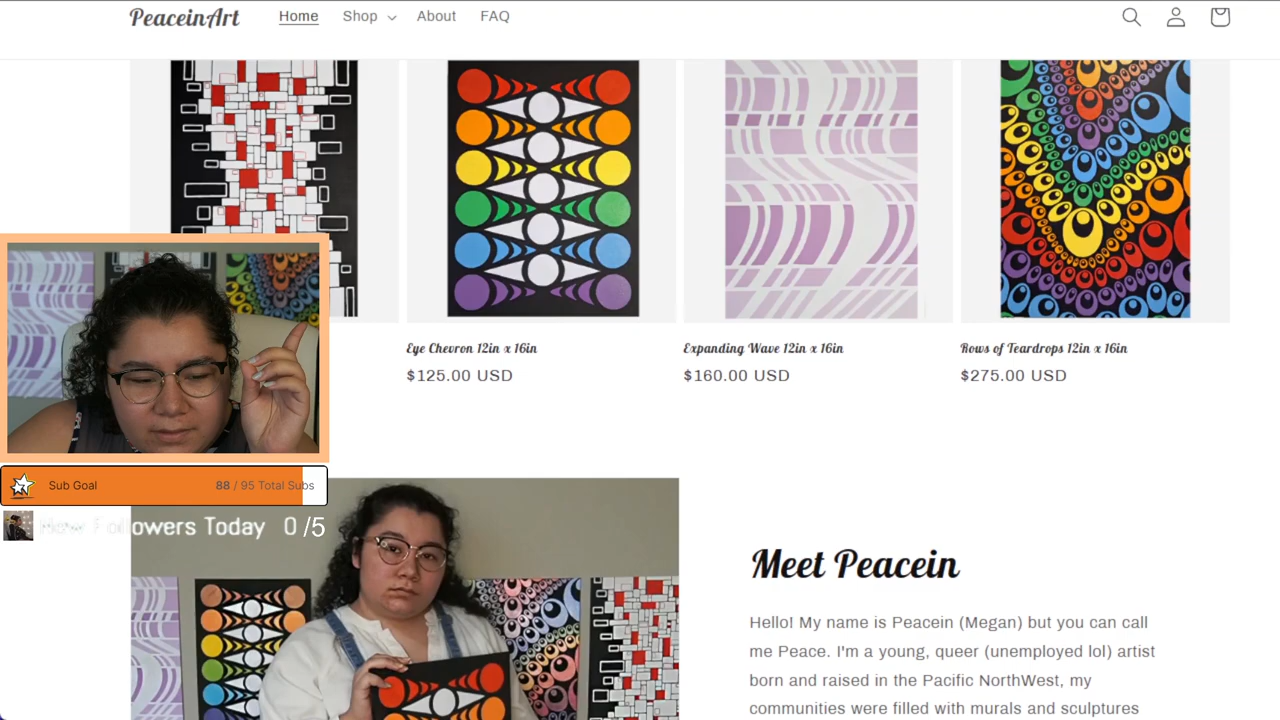 PeaceinArt
Home Shop About FAQ
Eye Chevron 12in x 16in
$125.00 USD
Expanding Wave 12in x 16in
$160.00 USD
Rows of Teardrops 12in x 16in
$275.00 USD
Sub Goal 88 / 95 Total Subs
New Followers Today 0 /5
Meet Peacein
Hello! My name is Peacein (Megan) but you can call
me Peace. I'm a young, queer (unemployed lol) artist
born and raised in the Pacific NorthWest, my
communities were filled with murals and sculptures